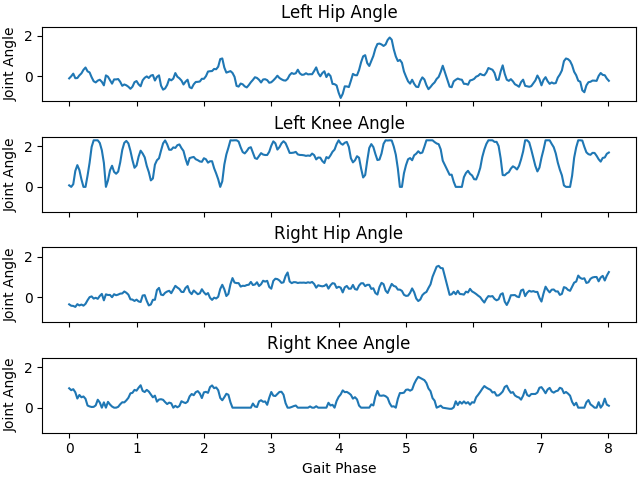 Left Hip Angle
Joint Angle
2
0
Left Knee Angle
Joint Angle
2
0
Right Hip Angle
Joint Angle
2
0
Right Knee Angle
Joint Angle
2
0
0 1 2 3 4 5 6 7 8
Gait Phase